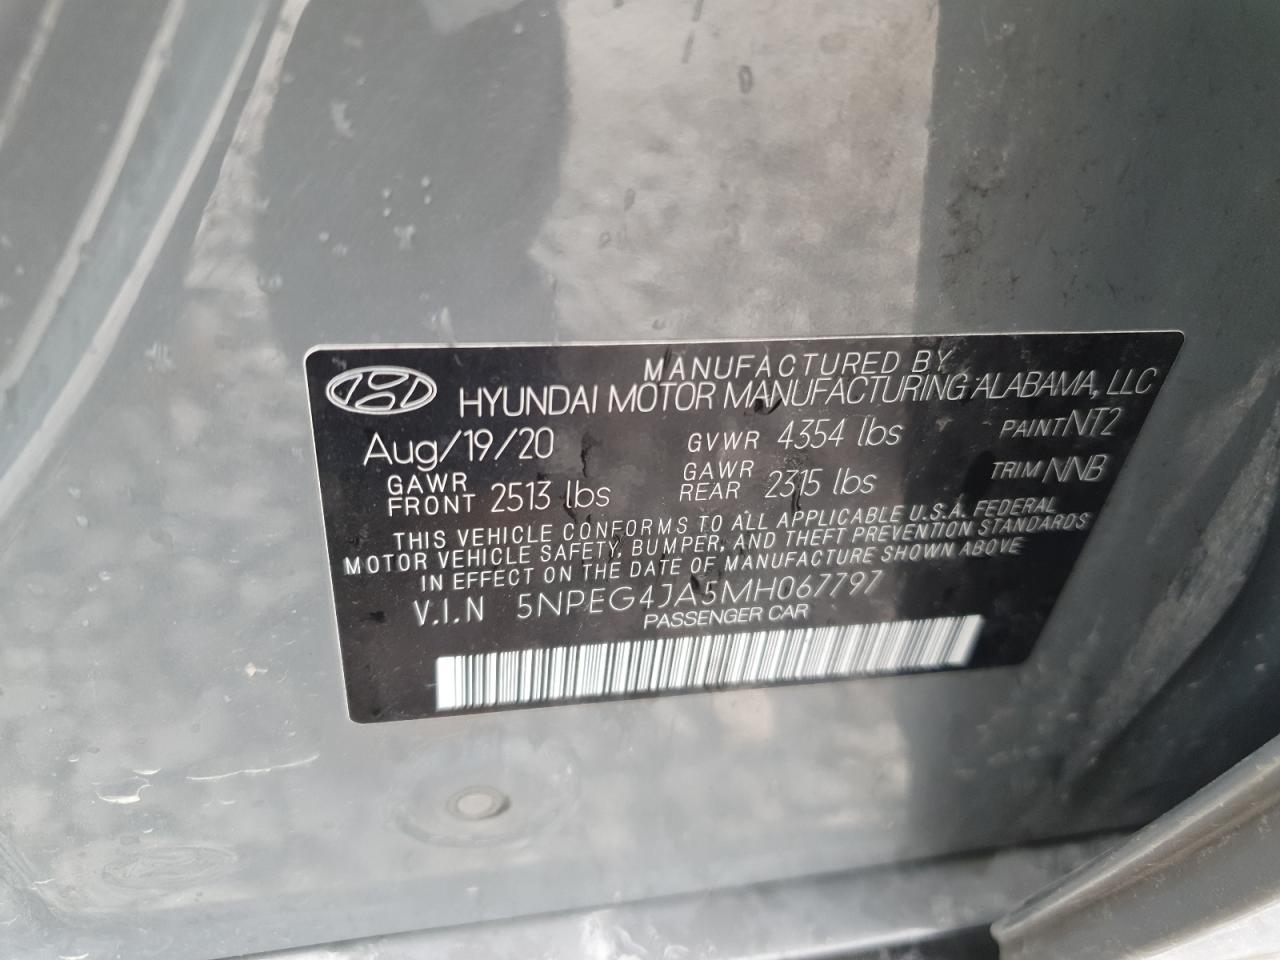 MANUFACTURED BY
HYUNDAI MOTOR MANUFACTURING ALABAMA, LLC
Aug/19/20 GVWR 4354 lbs PAINT NT2
GAWR FRONT 2513 lbs GAWR REAR 2315 lbs TRIM NNB
THIS VEHICLE CONFORMS TO ALL APPLICABLE U.S.A. FEDERAL
MOTOR VEHICLE SAFETY, BUMPER, AND THEFT PREVENTION STANDARDS
IN EFFECT ON THE DATE OF MANUFACTURE SHOWN ABOVE
V.I.N 5NPEG4JA5MH067797
PASSENGER CAR